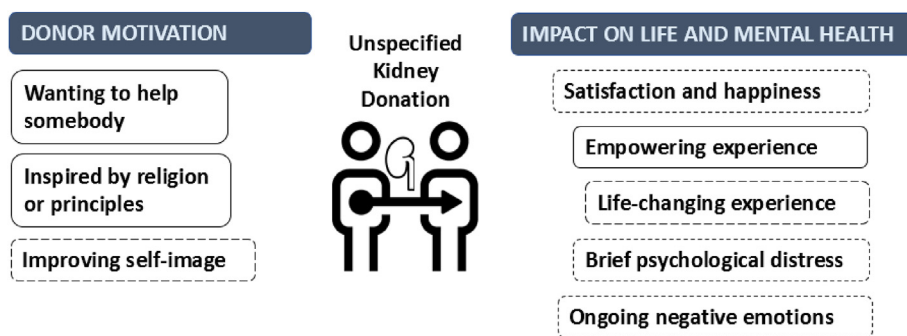 DONOR MOTIVATION
Wanting to help
somebody
Inspired by religion
or principles
Improving self-image
Unspecified
Kidney
Donation
IMPACT ON LIFE AND MENTAL HEALTH
Satisfaction and happiness
Empowering experience
Life-changing experience
Brief psychological distress
Ongoing negative emotions